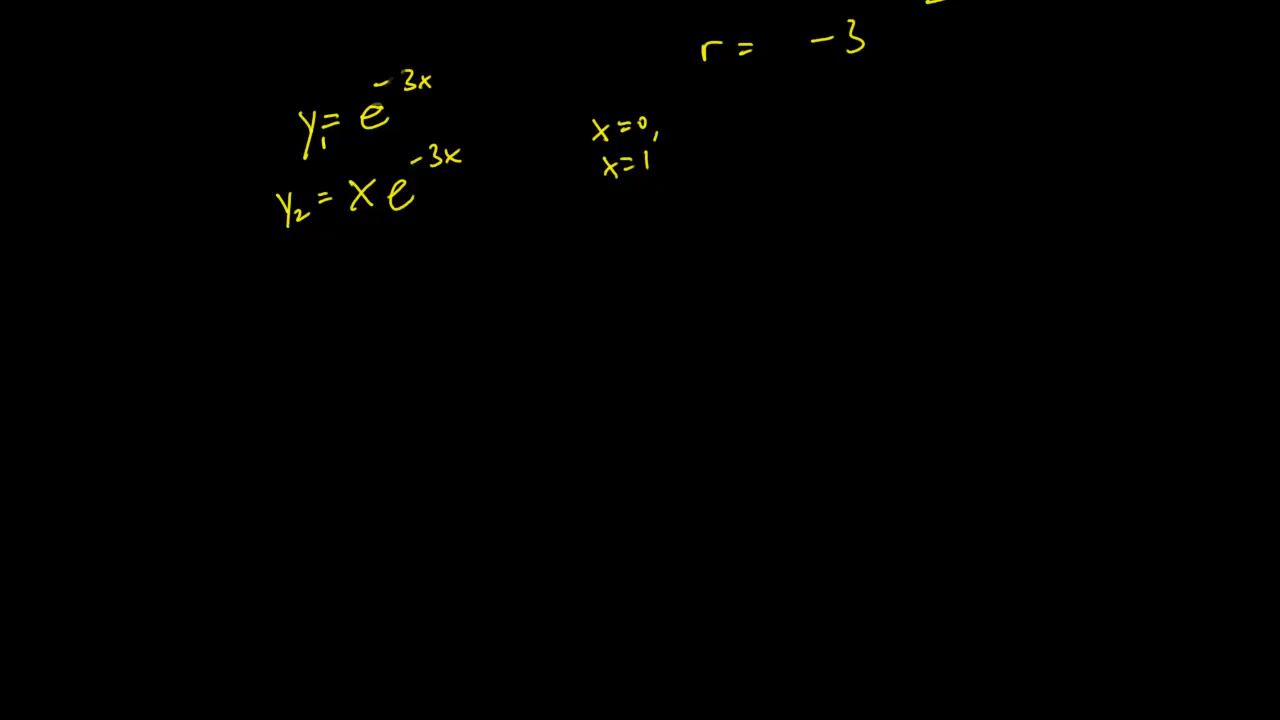 r = -3
y₁ = e^{-3x}
x=0,
x=1
y₂ = x e^{-3x}